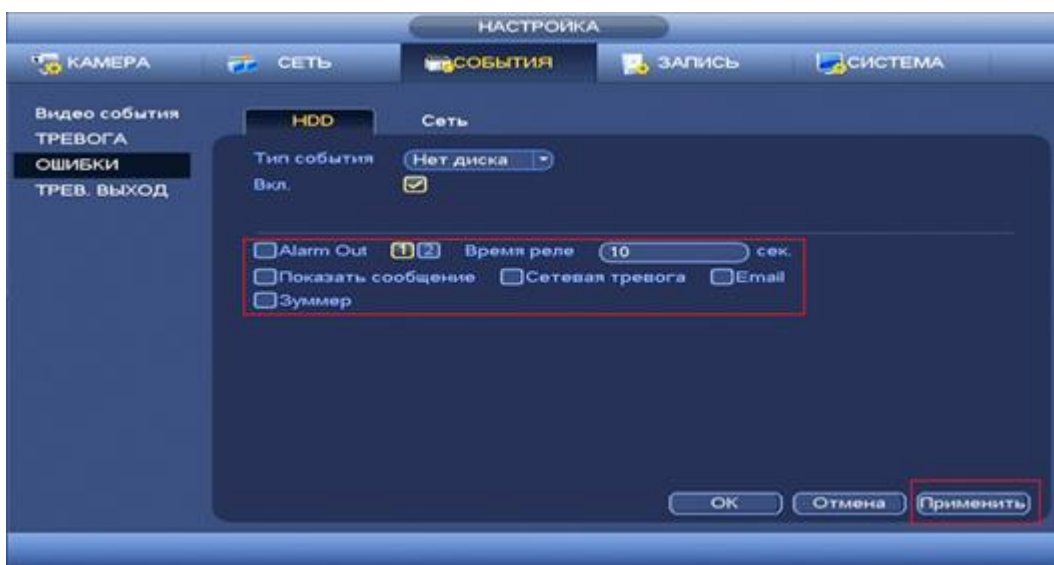 НАСТРОЙКА
КАМЕРА СЕТЬ СОБЫТИЯ ЗАПИСЬ СИСТЕМА
Видео события
ТРЕВОГА
ОШИБКИ
ТРЕВ. ВЫХОД
HDD Сеть
Тип события Нет диска
Вкл.
Alarm Out 1 2 Время реле 10 сек.
Показать сообщение Сетевая тревога Email
Зуммер
OK Отмена Применить